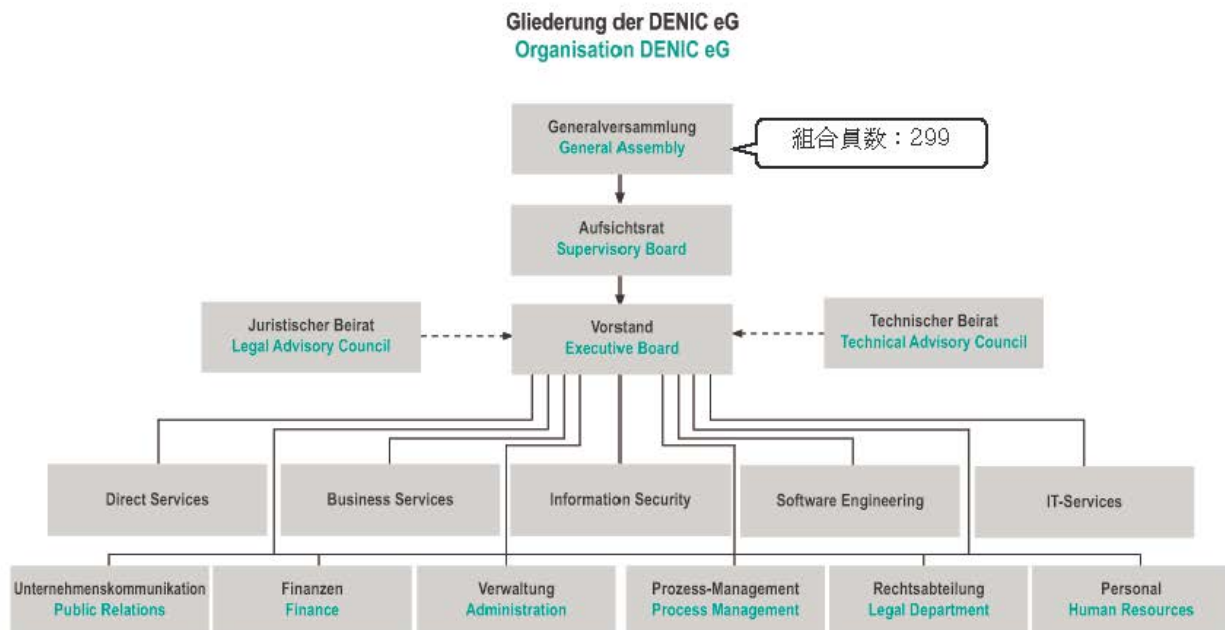 Gliederung der DENIC eG
Organisation DENIC eG
Generalversammlung
General Assembly
組合員数：299
Aufsichtsrat
Supervisory Board
Juristischer Beirat
Legal Advisory Council
Vorstand
Executive Board
Technischer Beirat
Technical Advisory Council
Direct Services
Business Services
Information Security
Software Engineering
IT-Services
Unternehmenskommunikation
Public Relations
Finanzen
Finance
Verwaltung
Administration
Prozess-Management
Process Management
Rechtsabteilung
Legal Department
Personal
Human Resources